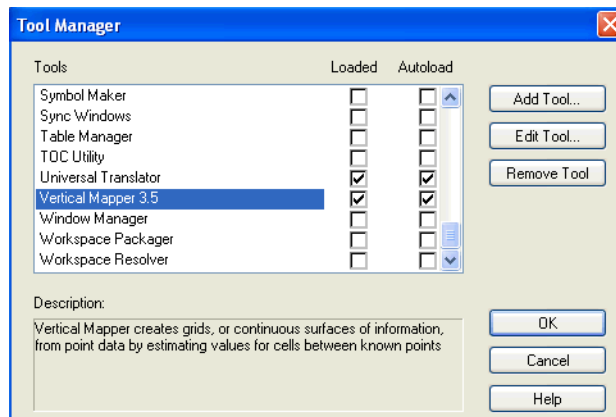 Tool Manager
Tools Loaded Autoload
Symbol Maker
Sync Windows
Table Manager
TOC Utility
Universal Translator
Vertical Mapper 3.5
Window Manager
Workspace Packager
Workspace Resolver
Add Tool...
Edit Tool...
Remove Tool
Description:
Vertical Mapper creates grids, or continuous surfaces of information,
from point data by estimating values for cells between known points
OK
Cancel
Help